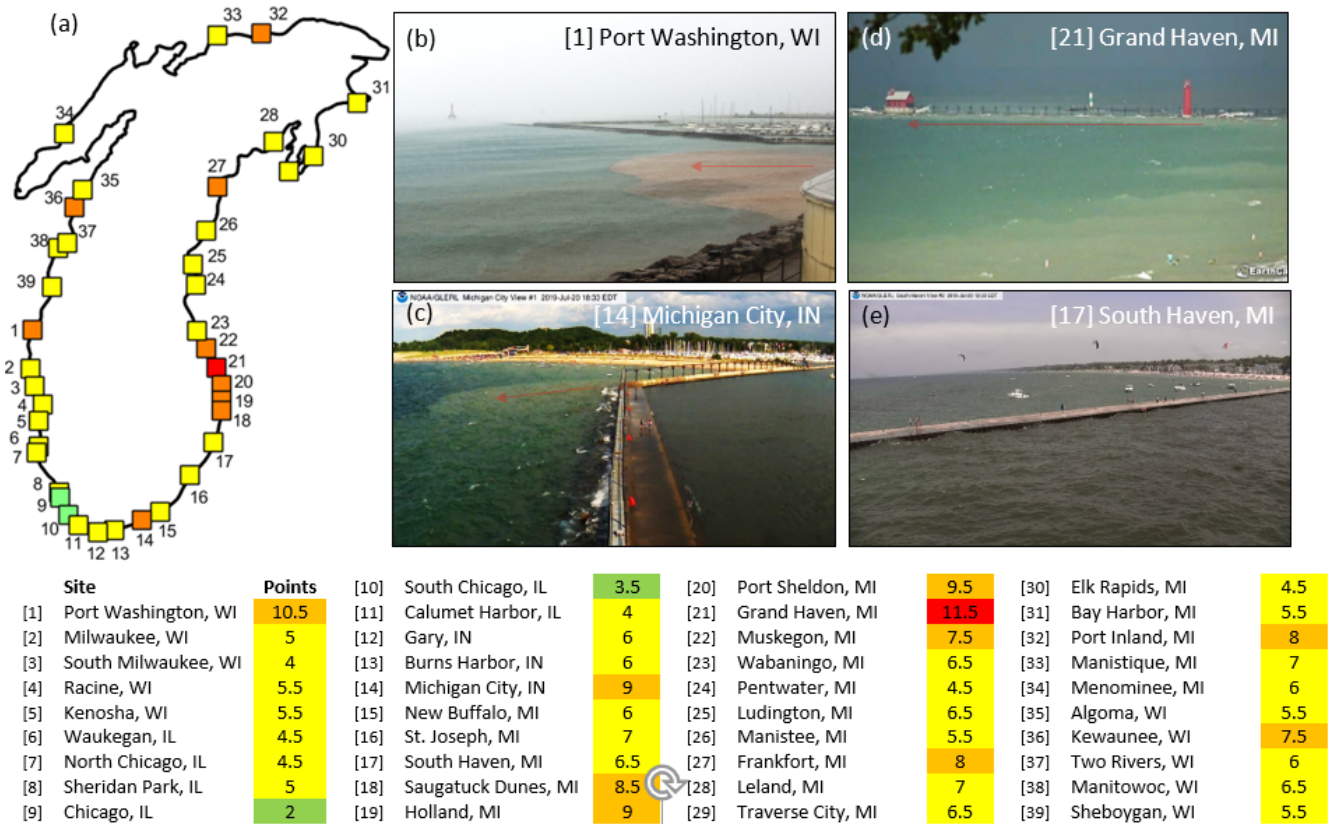 (a)
33
32
31
34
28
30
27
35
36
26
37
38
25
24
39
23
1
22
21
2
20
3
19
4
18
5
17
6
7
16
8
9
15
10
14
11
12
13
(b)
[1] Port Washington, WI
(d)
[21] Grand Haven, MI
EarthCa
NOAA/GLERL Michigan City View #1 2019-Jul-20 18:33 EDT
(c)
[14] Michigan City, IN
(e)
[17] South Haven, MI
Site Points
[1] Port Washington, WI 10.5
[2] Milwaukee, WI 5
[3] South Milwaukee, WI 4
[4] Racine, WI 5.5
[5] Kenosha, WI 5.5
[6] Waukegan, IL 4.5
[7] North Chicago, IL 4.5
[8] Sheridan Park, IL 5
[9] Chicago, IL 2
[10] South Chicago, IL 3.5
[11] Calumet Harbor, IL 4
[12] Gary, IN 6
[13] Burns Harbor, IN 6
[14] Michigan City, IN 9
[15] New Buffalo, MI 6
[16] St. Joseph, MI 7
[17] South Haven, MI 6.5
[18] Saugatuck Dunes, MI 8.5
[19] Holland, MI 9
[20] Port Sheldon, MI 9.5
[21] Grand Haven, MI 11.5
[22] Muskegon, MI 7.5
[23] Wabaningo, MI 6.5
[24] Pentwater, MI 4.5
[25] Ludington, MI 6.5
[26] Manistee, MI 5.5
[27] Frankfort, MI 8
[28] Leland, MI 7
[29] Traverse City, MI 6.5
[30] Elk Rapids, MI 4.5
[31] Bay Harbor, MI 5.5
[32] Port Inland, MI 8
[33] Manistique, MI 7
[34] Menominee, MI 6
[35] Algoma, WI 5.5
[36] Kewaunee, WI 7.5
[37] Two Rivers, WI 6
[38] Manitowoc, WI 6.5
[39] Sheboygan, WI 5.5